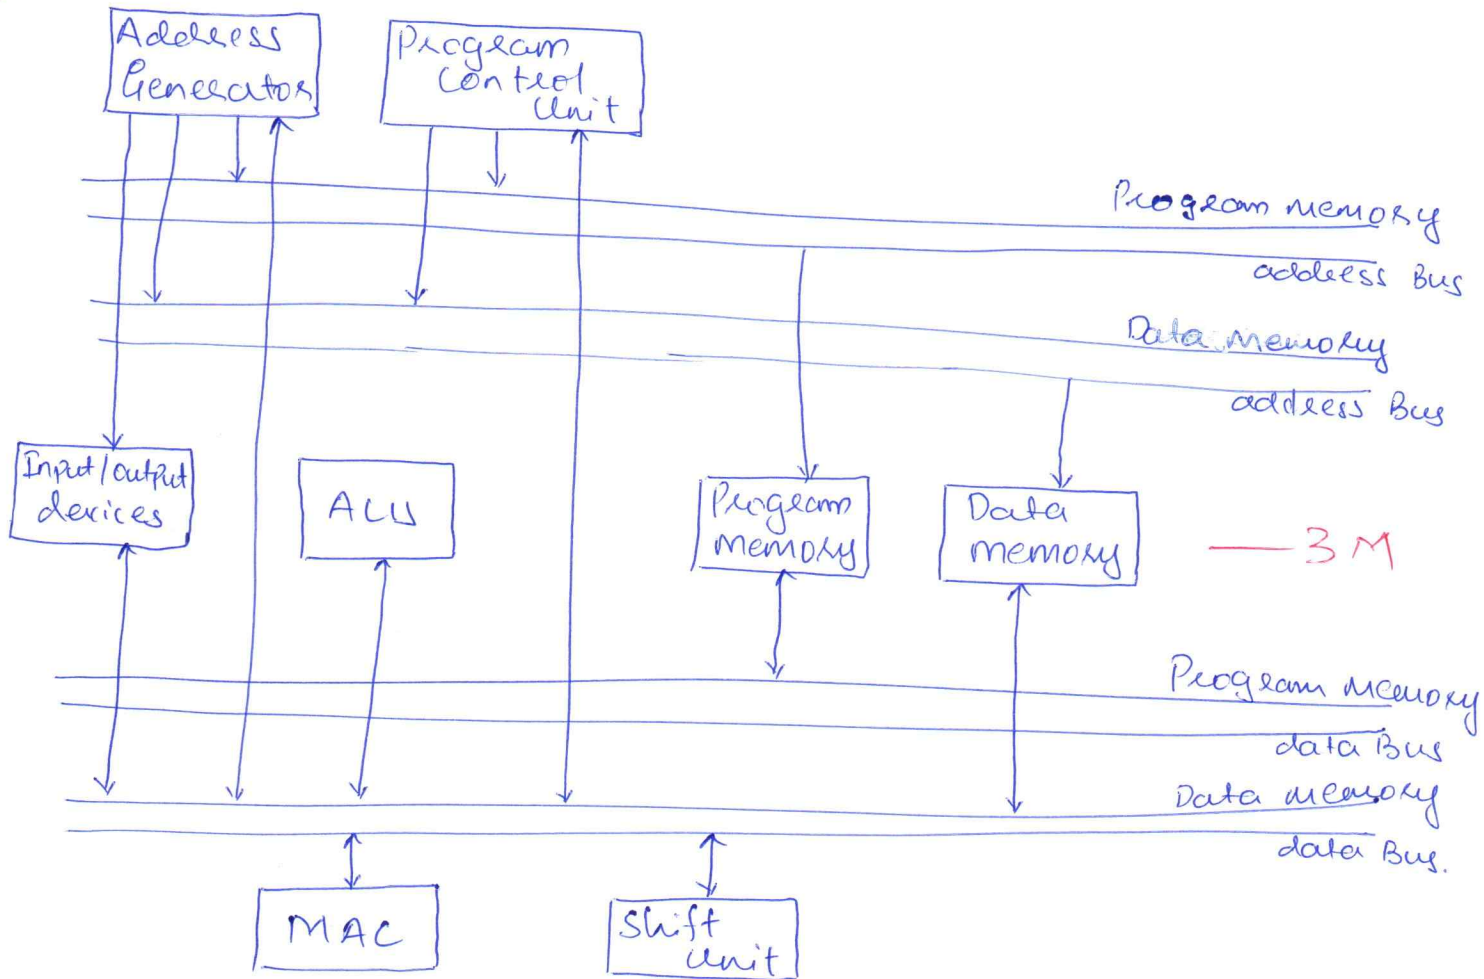 Address
Generator
Program
Control
Unit
Program memory
address Bus
Data memory
address Bus
Input/output
devices
ALU
Program
memory
Data
memory
— 3 M
Program memory
data Bus
Data memory
data Bus.
MAC
Shift
Unit